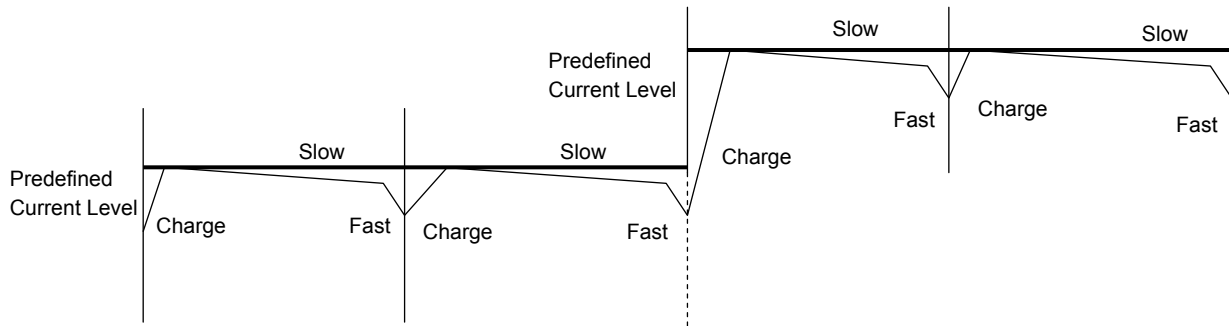 Slow
Slow
Predefined
Current Level
Fast
Charge
Fast
Charge
Slow
Slow
Predefined
Current Level
Charge
Fast
Charge
Fast